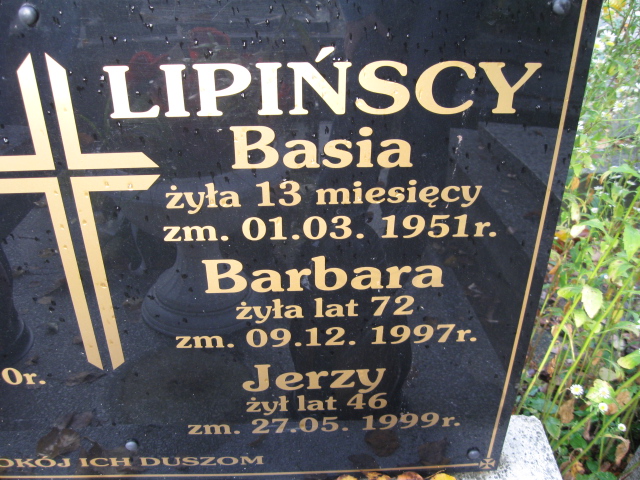 LIPIŃSCY
Basia
żyła 13 miesięcy
zm. 01.03. 1951r.
Barbara
żyła lat 72
zm. 09.12. 1997r.
Jerzy
żył lat 46
zm. 27.05. 1999r.
0r.
OKÓJ ICH DUSZOM